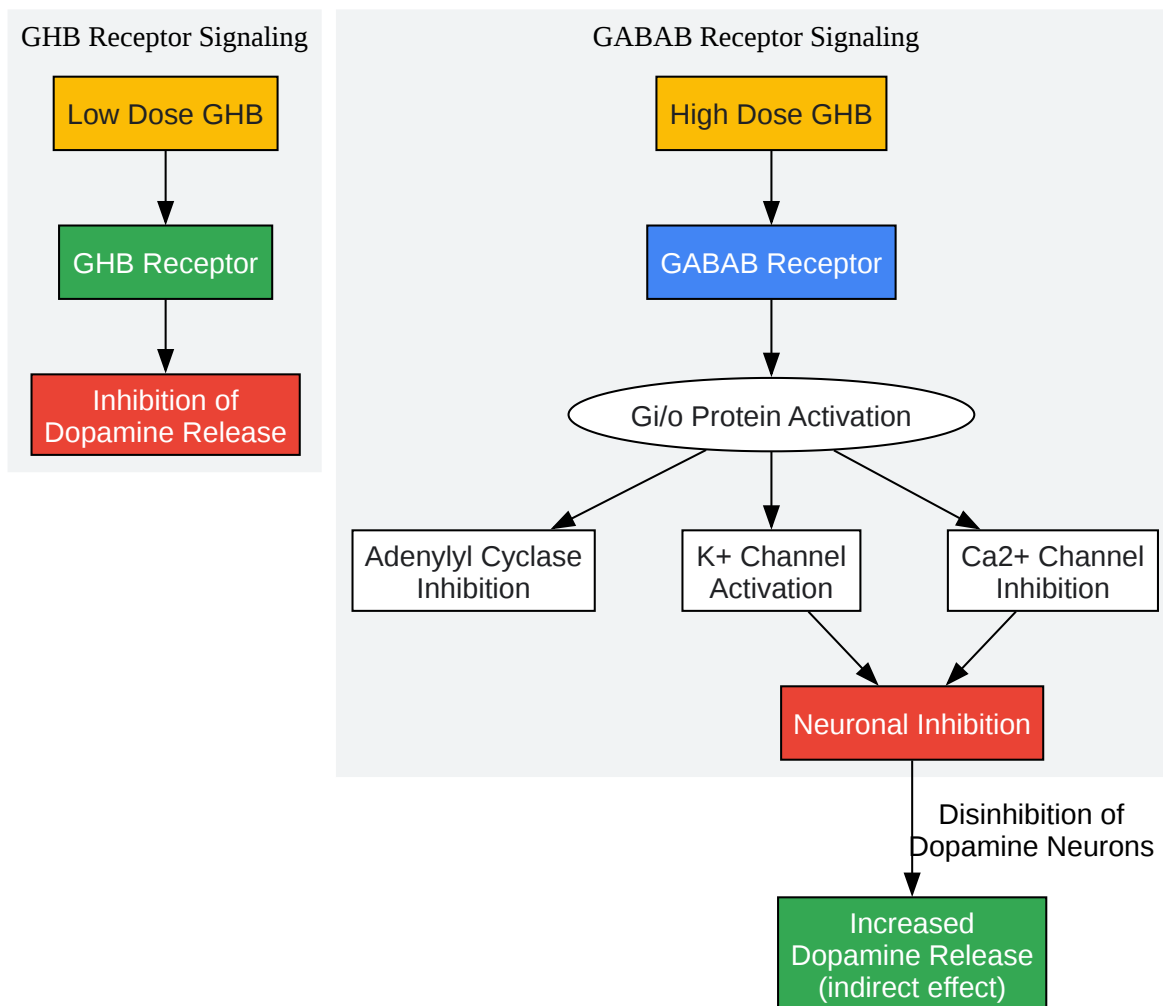 GHB Receptor Signaling
Low Dose GHB
GHB Receptor
Inhibition of
Dopamine Release
GABAB Receptor Signaling
High Dose GHB
GABAB Receptor
Gi/o Protein Activation
Adenylyl Cyclase
Inhibition
K+ Channel
Activation
Ca2+ Channel
Inhibition
Neuronal Inhibition
Disinhibition of
Dopamine Neurons
Increased
Dopamine Release
(indirect effect)